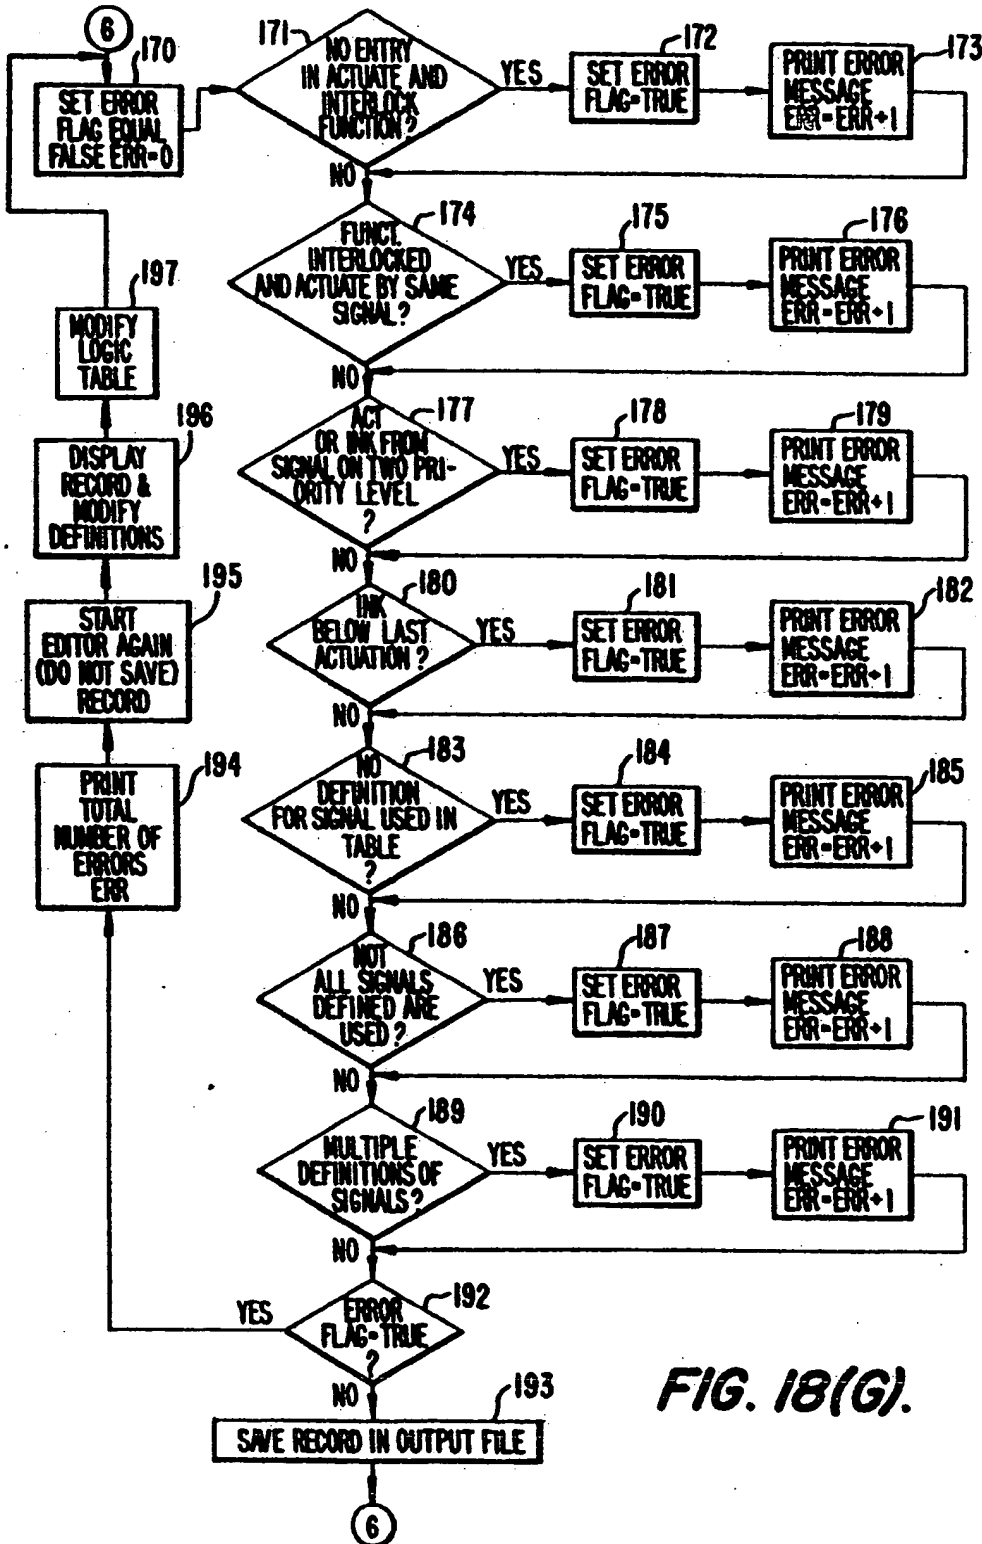 6
170
SET ERROR
FLAG EQUAL
FALSE ERR=0
171
NO ENTRY
IN ACTUATE AND
INTERLOCK
FUNCTION?
YES
172
SET ERROR
FLAG=TRUE
173
PRINT ERROR
MESSAGE
ERR=ERR+1
NO
174
FUNCT.
INTERLOCKED
AND ACTUATE BY SAME
SIGNAL?
YES
175
SET ERROR
FLAG=TRUE
176
PRINT ERROR
MESSAGE
ERR=ERR+1
NO
177
ACT
OR INK FROM
SIGNAL ON TWO PRI-
ORITY LEVEL
?
YES
178
SET ERROR
FLAG=TRUE
179
PRINT ERROR
MESSAGE
ERR=ERR+1
NO
180
INK
BELOW LAST
ACTUATION?
YES
181
SET ERROR
FLAG=TRUE
182
PRINT ERROR
MESSAGE
ERR=ERR+1
NO
183
NO
DEFINITION
FOR SIGNAL USED IN
TABLE
?
YES
184
SET ERROR
FLAG=TRUE
185
PRINT ERROR
MESSAGE
ERR=ERR+1
NO
186
NOT
ALL SIGNALS
DEFINED ARE
USED?
YES
187
SET ERROR
FLAG=TRUE
188
PRINT ERROR
MESSAGE
ERR=ERR+1
NO
189
MULTIPLE
DEFINITIONS OF
SIGNALS?
YES
190
SET ERROR
FLAG=TRUE
191
PRINT ERROR
MESSAGE
ERR=ERR+1
NO
192
ERROR
FLAG=TRUE
?
YES
194
PRINT
TOTAL
NUMBER OF
ERRORS
ERR
195
START
EDITOR AGAIN
(DO NOT SAVE)
RECORD
196
DISPLAY
RECORD &
MODIFY
DEFINITIONS
197
MODIFY
LOGIC
TABLE
NO
193
SAVE RECORD IN OUTPUT FILE
6
FIG. 18(G).